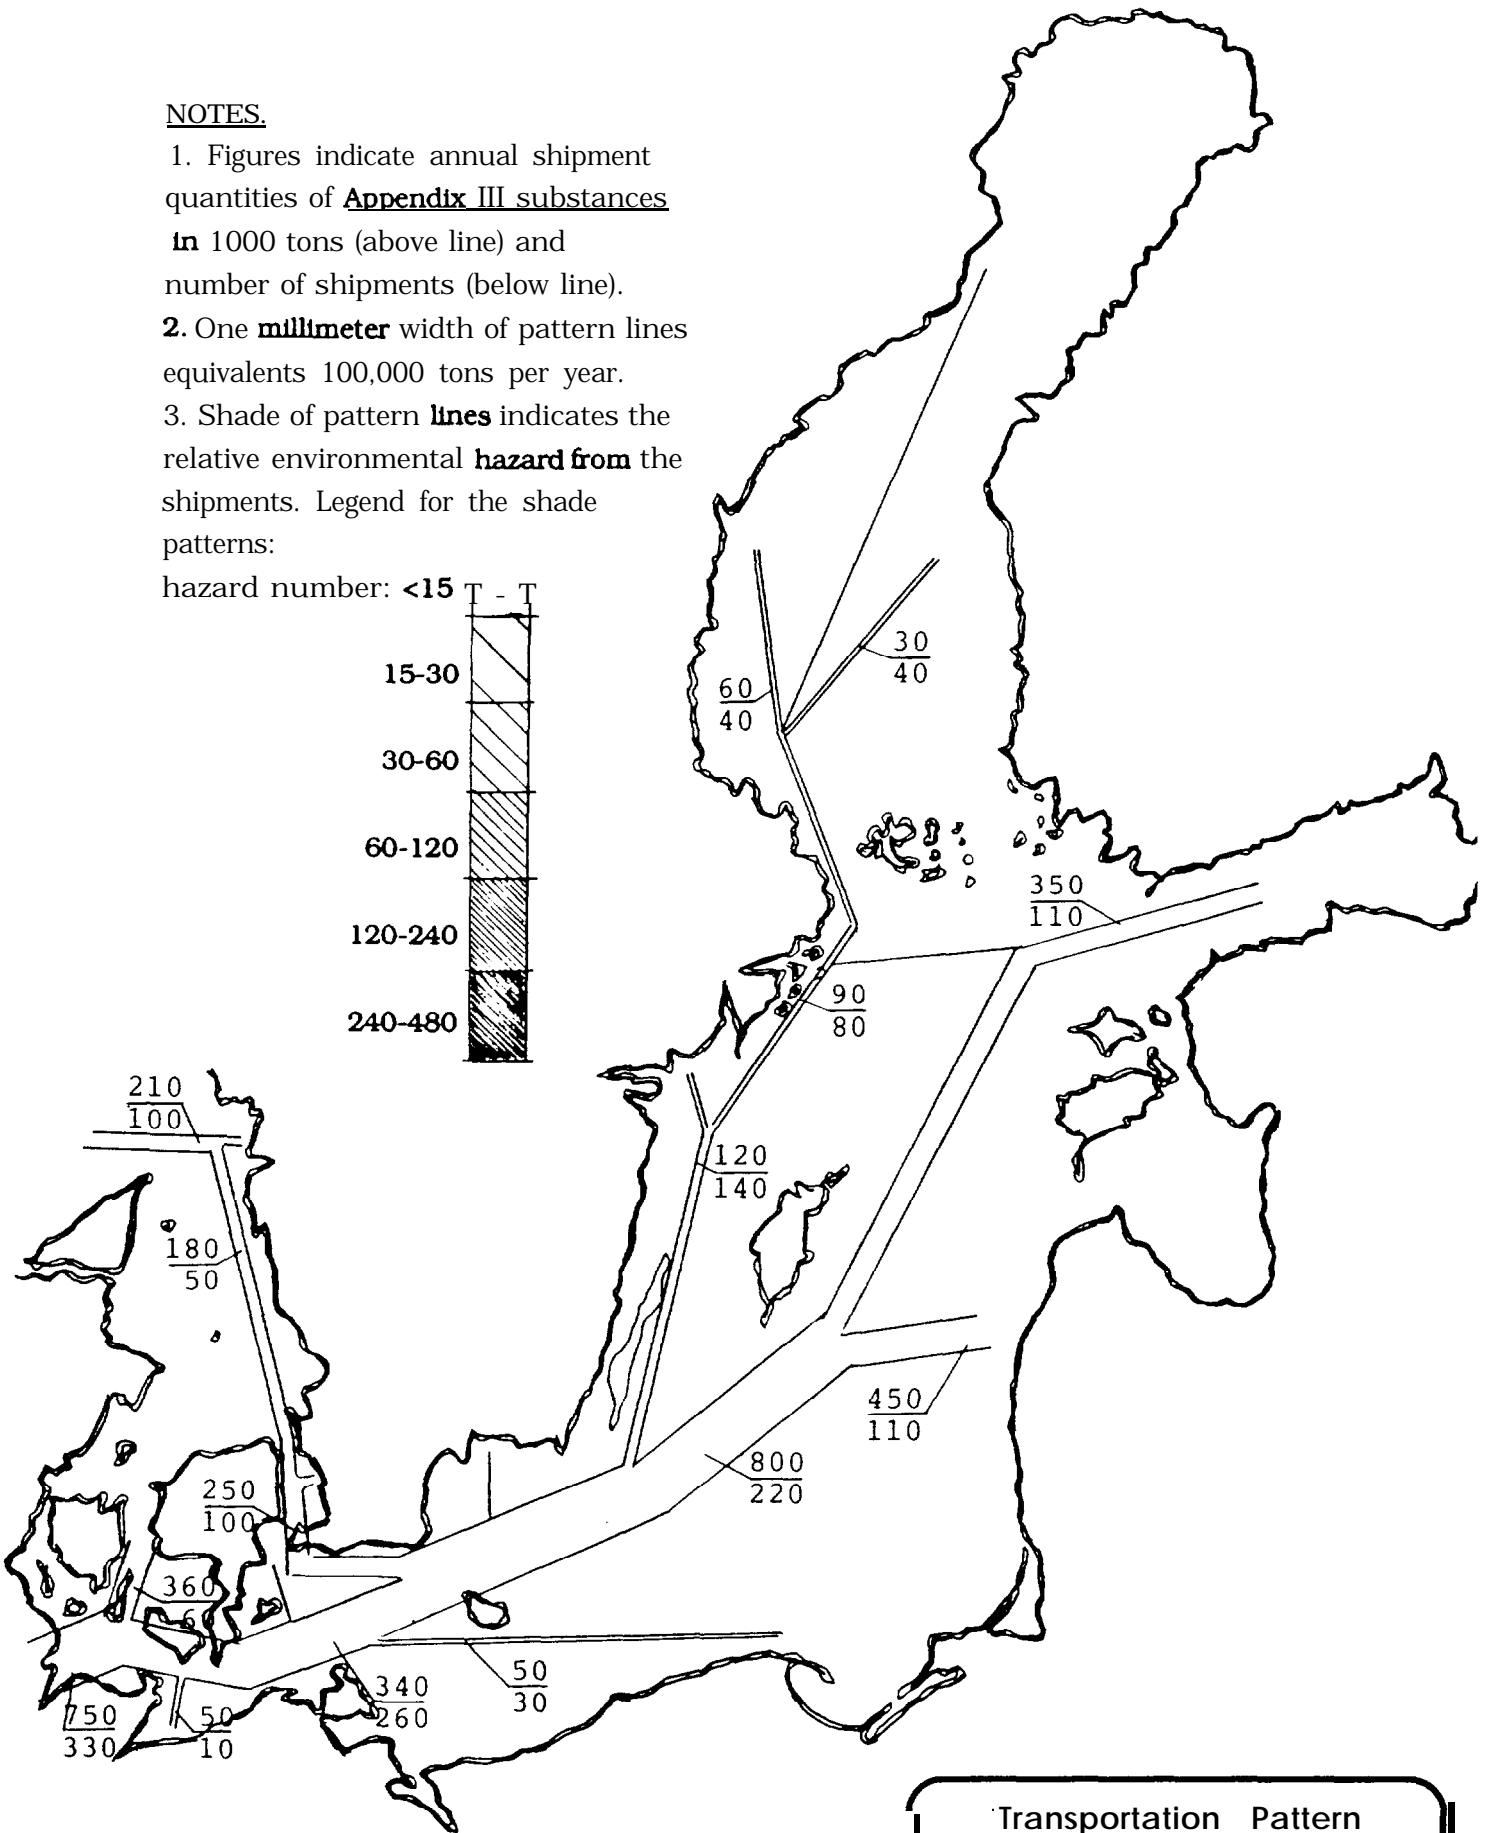 NOTES.
1. Figures indicate annual shipment
quantities of Appendix III substances
in 1000 tons (above line) and
number of shipments (below line).
2. One millimeter width of pattern lines
equivalents 100,000 tons per year.
3. Shade of pattern lines indicates the
relative environmental hazard from the
shipments. Legend for the shade
patterns:
hazard number: <15 T - T
15-30
30-60
60-120
120-240
240-480
30
40
60
40
350
110
90
80
210
100
120
140
180
50
450
110
800
220
250
100
360
6
50
30
340
260
750
330
50
10
Transportation Pattern